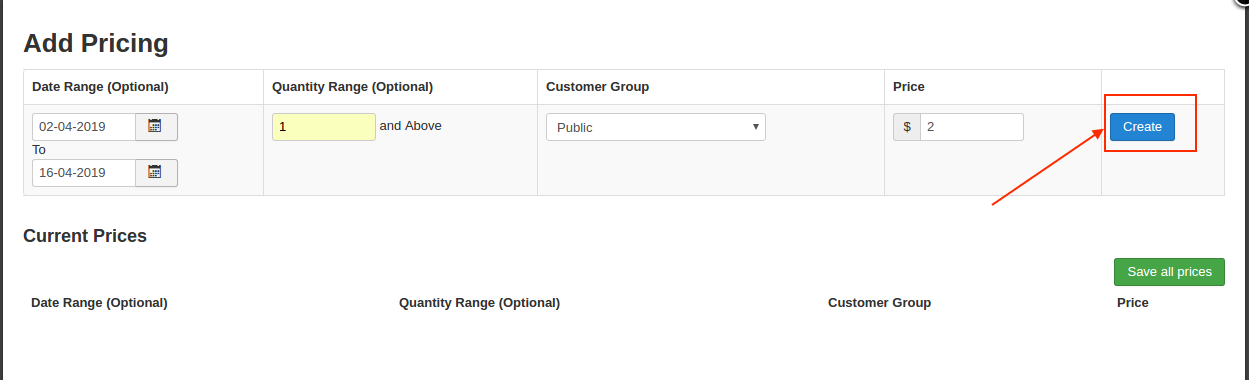 Add Pricing
Date Range (Optional) Quantity Range (Optional) Customer Group Price
02-04-2019 1 and Above Public $ 2 Create
To
16-04-2019
Current Prices
Save all prices
Date Range (Optional) Quantity Range (Optional) Customer Group Price